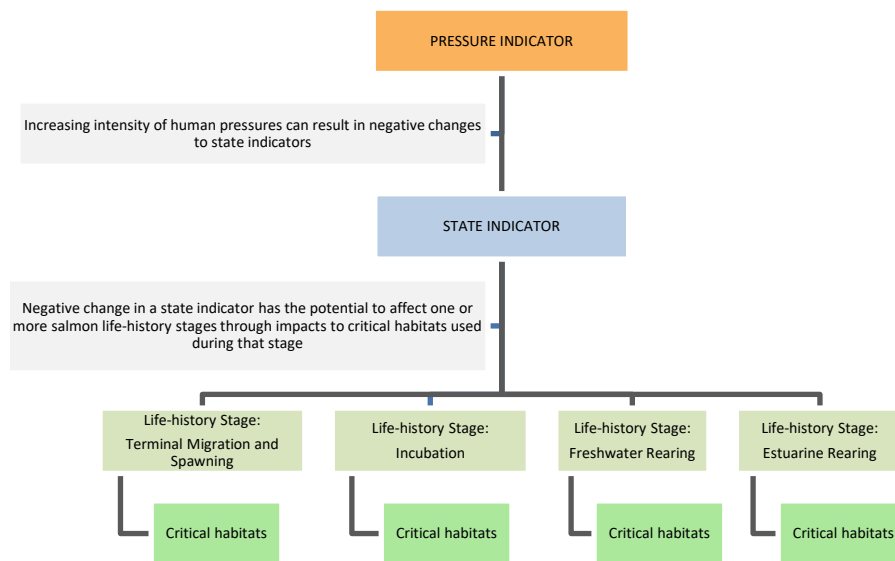 PRESSURE INDICATOR
Increasing intensity of human pressures can result in negative changes
to state indicators
STATE INDICATOR
Negative change in a state indicator has the potential to affect one or
more salmon life-history stages through impacts to critical habitats used
during that stage
Life-history Stage:
Terminal Migration and
Spawning
Life-history Stage:
Incubation
Life-history Stage:
Freshwater Rearing
Life-history Stage:
Estuarine Rearing
Critical habitats
Critical habitats
Critical habitats
Critical habitats